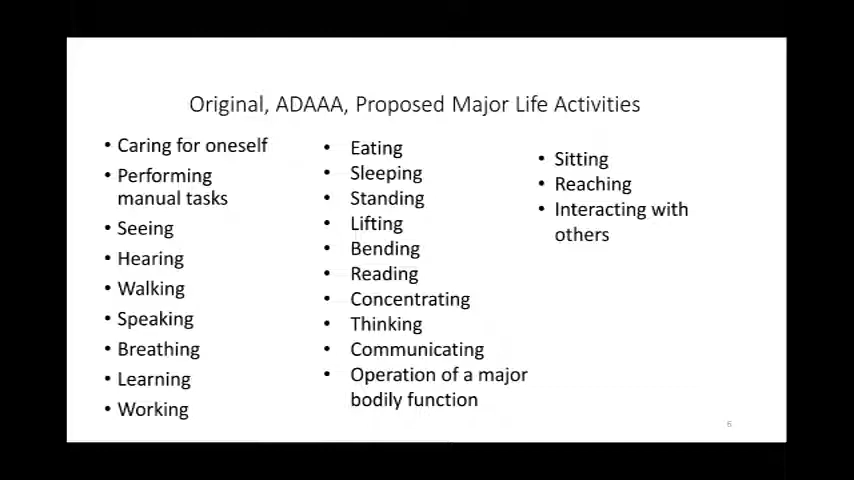 Original, ADAAA, Proposed Major Life Activities
• Caring for oneself
• Performing
manual tasks
• Seeing
• Hearing
• Walking
• Speaking
• Breathing
• Learning
• Working
• Eating
• Sleeping
• Standing
• Lifting
• Bending
• Reading
• Concentrating
• Thinking
• Communicating
• Operation of a major
bodily function
• Sitting
• Reaching
• Interacting with
others
6